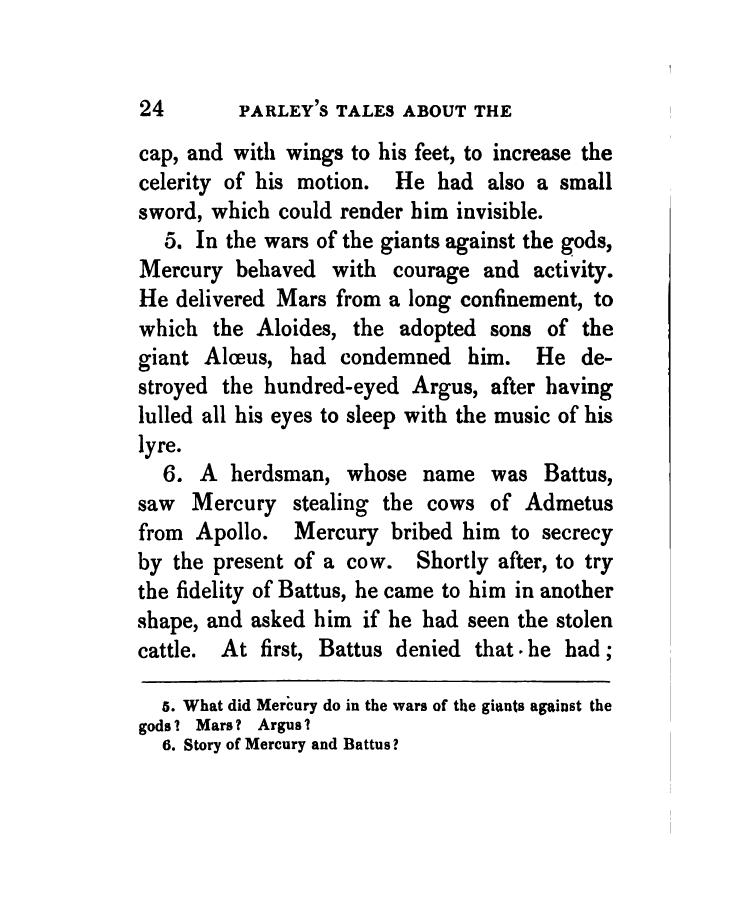 24 PARLEY'S TALES ABOUT THE
cap, and with wings to his feet, to increase the
celerity of his motion. He had also a small
sword, which could render him invisible.
5. In the wars of the giants against the gods,
Mercury behaved with courage and activity.
He delivered Mars from a long confinement, to
which the Aloides, the adopted sons of the
giant Alœus, had condemned him. He de-
stroyed the hundred-eyed Argus, after having
lulled all his eyes to sleep with the music of his
lyre.
6. A herdsman, whose name was Battus,
saw Mercury stealing the cows of Admetus
from Apollo. Mercury bribed him to secrecy
by the present of a cow. Shortly after, to try
the fidelity of Battus, he came to him in another
shape, and asked him if he had seen the stolen
cattle. At first, Battus denied that he had;
5. What did Mercury do in the wars of the giants against the
gods? Mars? Argus?
6. Story of Mercury and Battus?